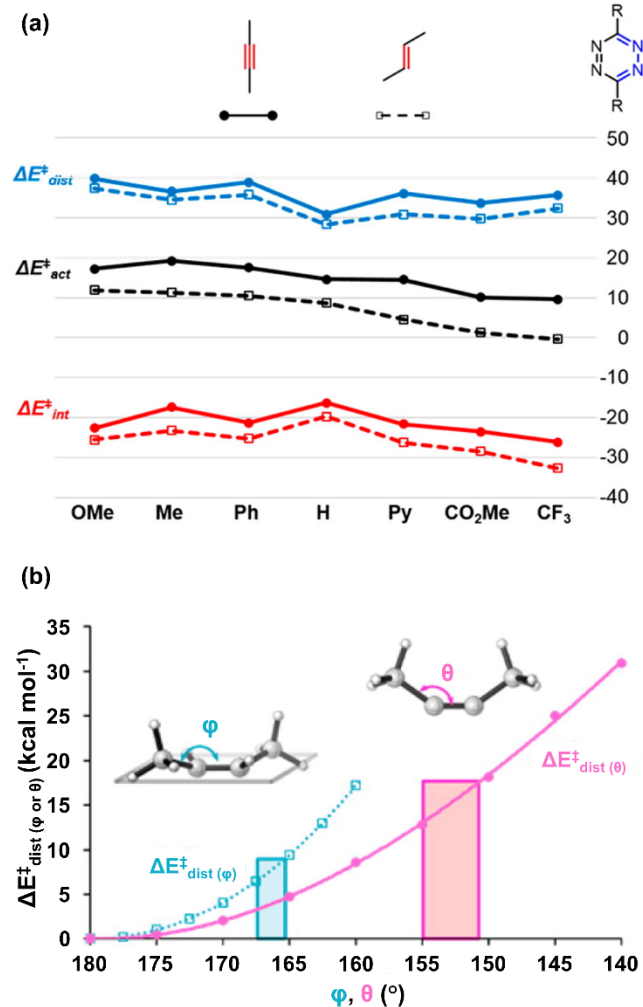 (a)
R
N
N
N
N
R
50
ΔE‡dist
40
30
ΔE‡act
20
10
0
-10
ΔE‡int
-20
-30
-40
OMe Me Ph H Py CO₂Me CF₃
(b)
35
30
25
20
15
10
5
0
ΔE‡dist (φ or θ) (kcal mol⁻¹)
φ
θ
ΔE‡dist (φ)
ΔE‡dist (θ)
180 175 170 165 160 155 150 145 140
φ, θ (°)